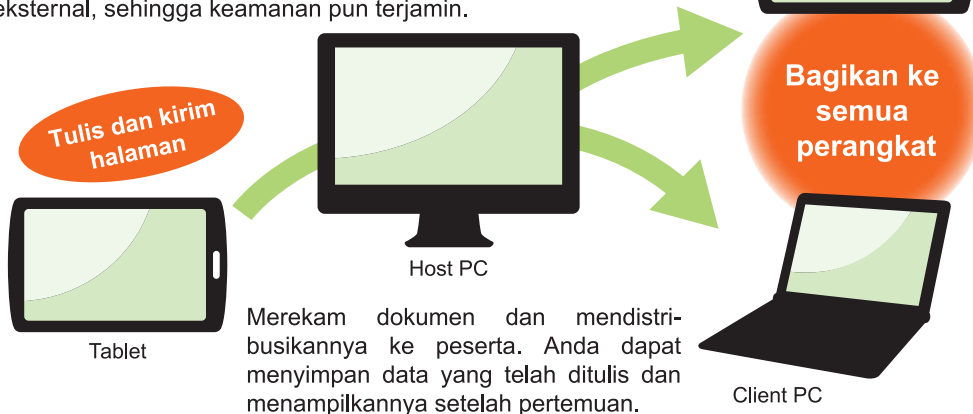 eksternal, sehingga keamanan pun terjamin.
Tulis dan kirim
halaman
Bagikan ke
semua
perangkat
Host PC
Tablet
Merekam dokumen dan mendistri-
busikannya ke peserta. Anda dapat
menyimpan data yang telah ditulis dan
menampilkannya setelah pertemuan.
Client PC